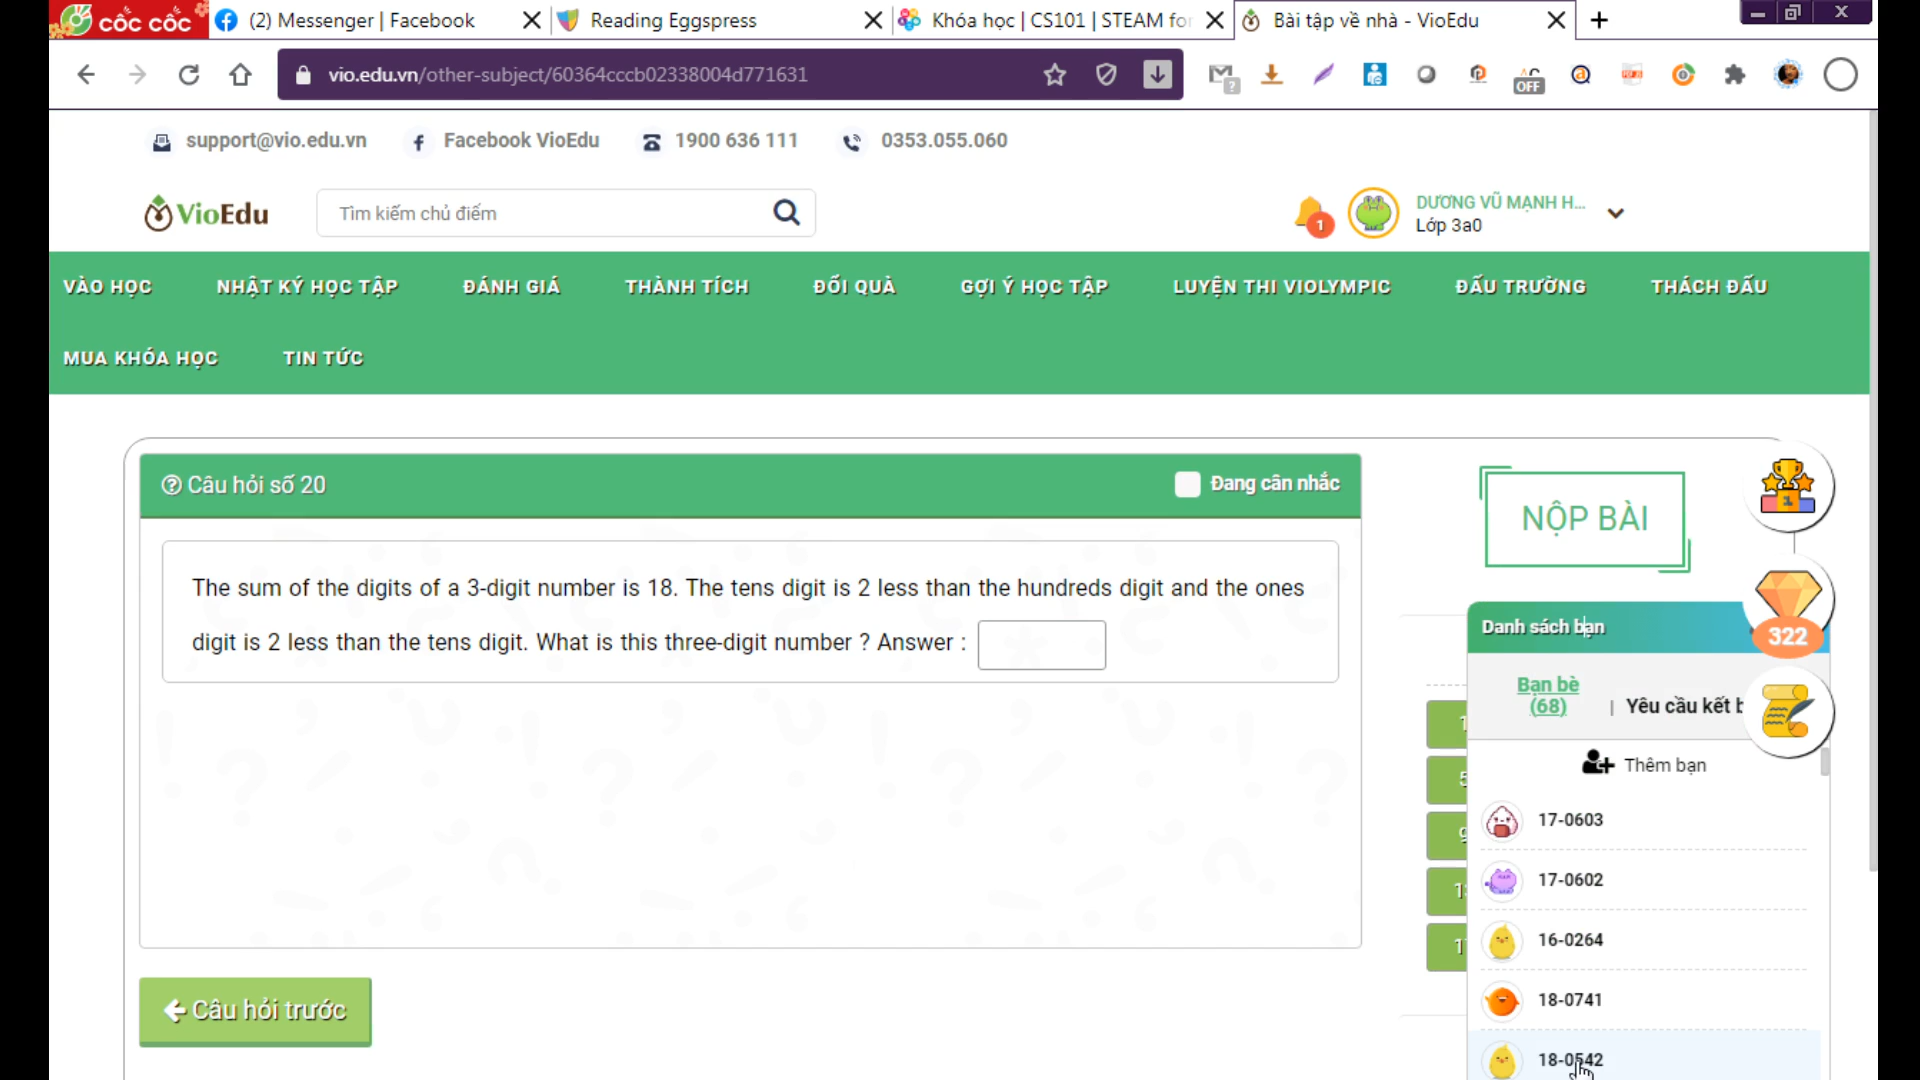 cốc cốc
(2) Messenger | Facebook
Reading Eggspress
Khóa học | CS101 | STEAM for
Bài tập về nhà - VioEdu
vio.edu.vn/other-subject/60364cccb02338004d771631
OFF
support@vio.edu.vn
Facebook VioEdu
1900 636 111
0353.055.060
VioEdu
Tìm kiếm chủ điểm
1
DƯƠNG VŨ MẠNH H...
Lớp 3a0
VÀO HỌC
NHẬT KÝ HỌC TẬP
ĐÁNH GIÁ
THÀNH TÍCH
ĐỔI QUÀ
GỢI Ý HỌC TẬP
LUYỆN THI VIOLYMPIC
ĐẤU TRƯỜNG
THÁCH ĐẤU
MUA KHÓA HỌC
TIN TỨC
Câu hỏi số 20
Đang cân nhắc
The sum of the digits of a 3-digit number is 18. The tens digit is 2 less than the hundreds digit and the ones
digit is 2 less than the tens digit. What is this three-digit number ? Answer :
Câu hỏi trước
NỘP BÀI
1
322
Danh sách bạn
Bạn bè
(68)
| Yêu cầu kết b
Thêm bạn
17-0603
17-0602
16-0264
18-0741
18-0542